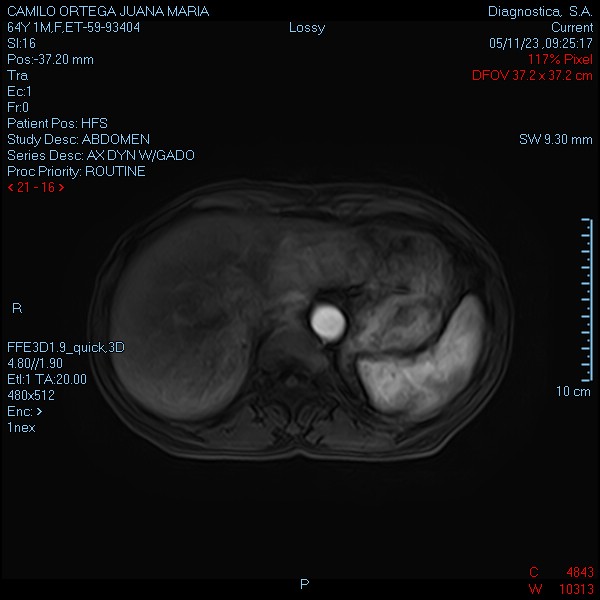 CAMILO ORTEGA JUANA MARIA
64Y 1M,F,ET-59-93404
Sl:16
Pos:-37.20 mm
Tra
Ec:1
Fr:0
Patient Pos: HFS
Study Desc: ABDOMEN
Series Desc: AX DYN W/GADO
Proc Priority: ROUTINE
< 21 - 16 >
Lossy
Diagnostica, S.A.
Current
05/11/23 ,09:25:17
117% Pixel
DFOV 37.2 x 37.2 cm
SW 9.30 mm
R
FFE3D1.9_quick,3D
4.80//1.90
Etl:1 TA:20.00
480x512
Enc: >
1nex
10 cm
P
C 4843
W 10313